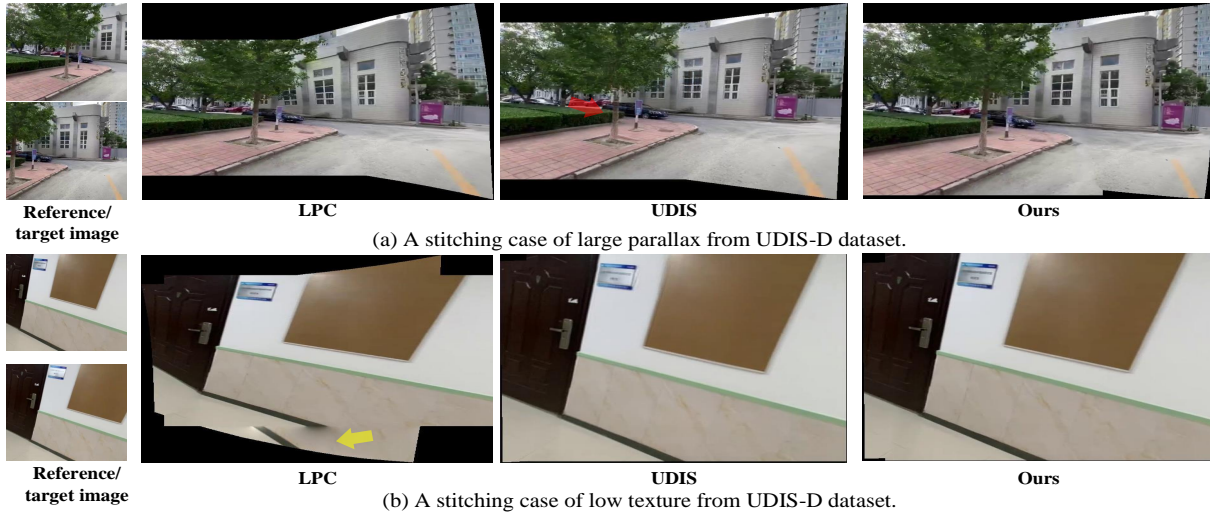 Reference/
target image
LPC
UDIS
Ours
(a) A stitching case of large parallax from UDIS-D dataset.
Reference/
target image
LPC
UDIS
Ours
(b) A stitching case of low texture from UDIS-D dataset.